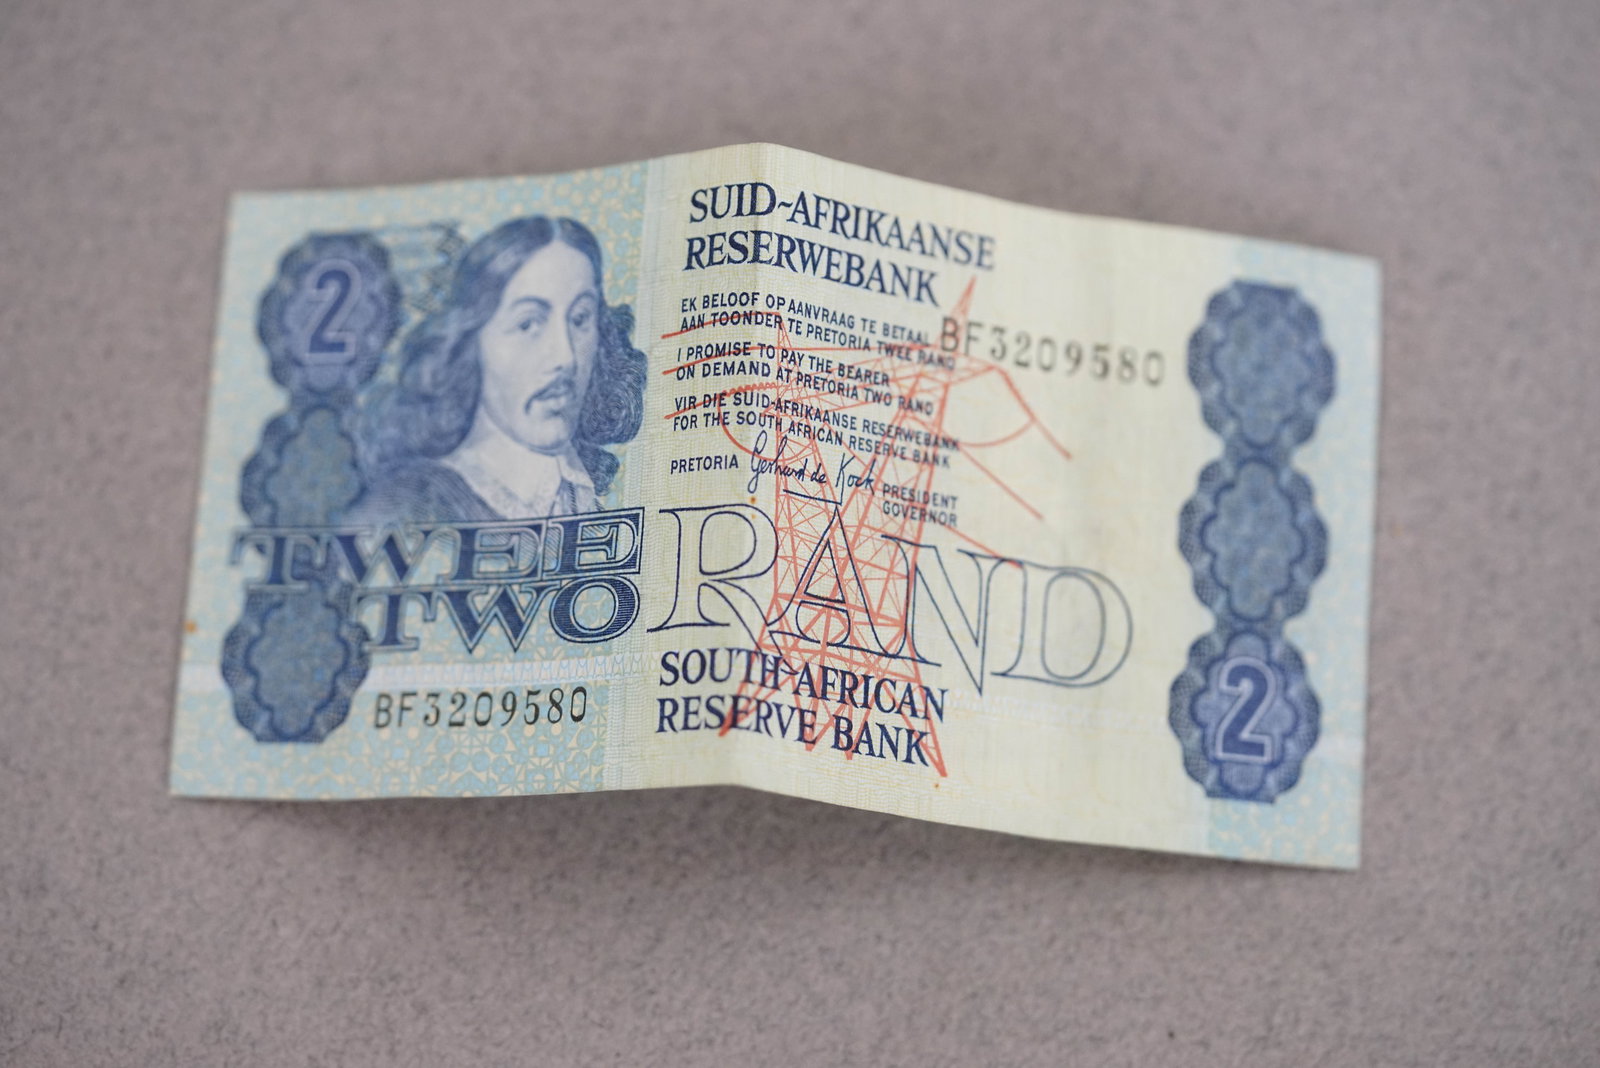 2
SUID-AFRIKAANSE
RESERWEBANK
EK BELOOF OP AANVRAAG TE BETAAL
AAN TOONDER TE PRETORIA TWEE RAND
I PROMISE TO PAY THE BEARER
ON DEMAND AT PRETORIA TWO RAND
VIR DIE SUID-AFRIKAANSE RESERWEBANK
FOR THE SOUTH AFRICAN RESERVE BANK
PRETORIA Gerhard de Kock PRESIDENT
GOVERNOR
BF3209580
TWEE
TWO
RAND
SOUTH-AFRICAN
RESERVE BANK
BF3209580
2